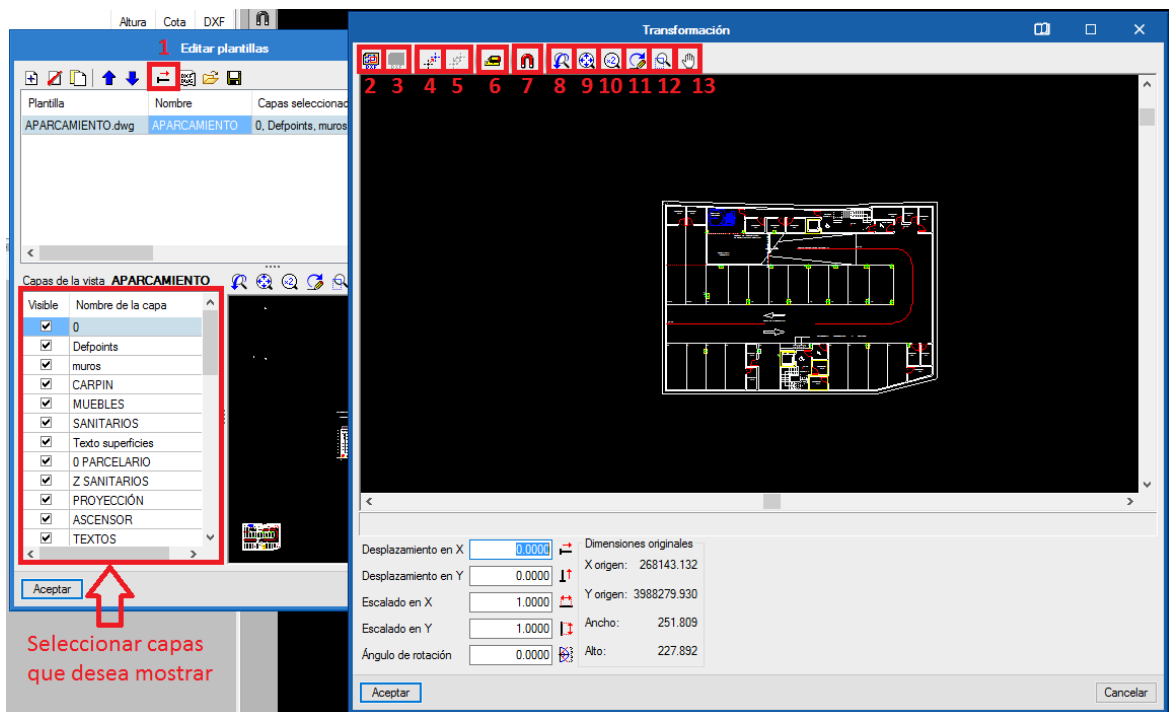 Altura Cota DXF
1 Editar plantillas
Plantilla Nombre Capas seleccionad
APARCAMIENTO.dwg APARCAMIENTO 0, Defpoints, muros
Capas de la vista APARCAMIENTO
Visible Nombre de la capa
0
Defpoints
muros
CARPIN
MUEBLES
SANITARIOS
Texto superficies
0 PARCELARIO
Z SANITARIOS
PROYECCIÓN
ASCENSOR
TEXTOS
Aceptar
Seleccionar capas
que desea mostrar
Transformación
2 3 4 5 6 7 8 9 10 11 12 13
Desplazamiento en X 0.0000
Desplazamiento en Y 0.0000
Escalado en X 1.0000
Escalado en Y 1.0000
Ángulo de rotación 0.0000
Dimensiones originales
X origen: 268143.132
Y origen: 3988279.930
Ancho: 251.809
Alto: 227.892
Aceptar
Cancelar